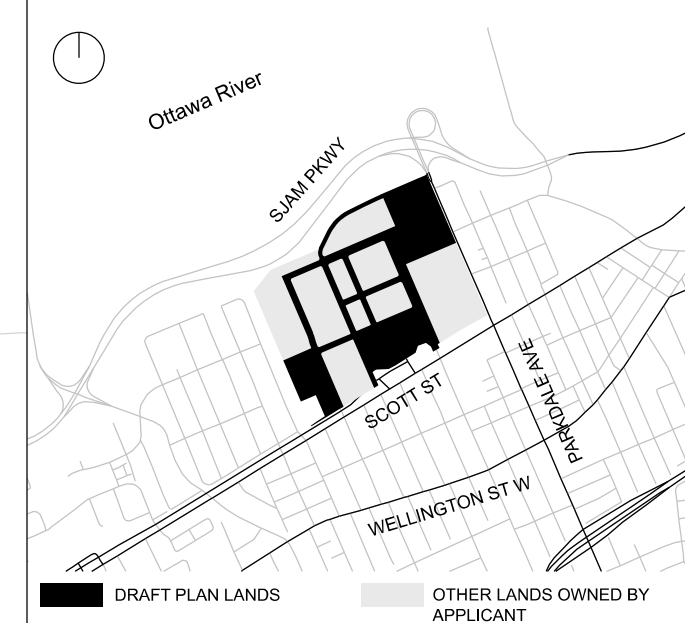 Ottawa River
SJAM PKWY
SCOTT ST
PARKDALE AVE
WELLINGTON ST W
DRAFT PLAN LANDS
OTHER LANDS OWNED BY
APPLICANT